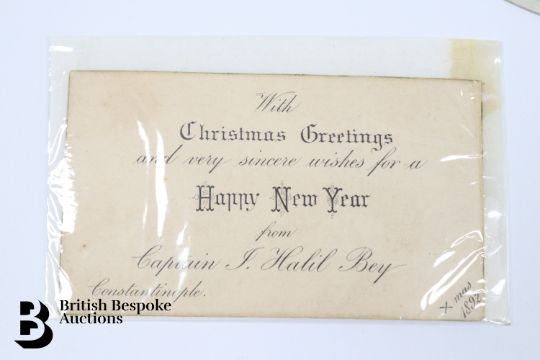 With
Christmas Greetings
and very sincere wishes for a
Happy New Year
from
Captain J. Halil Bey
Constantinople.
X mas
1892
British Bespoke
Auctions